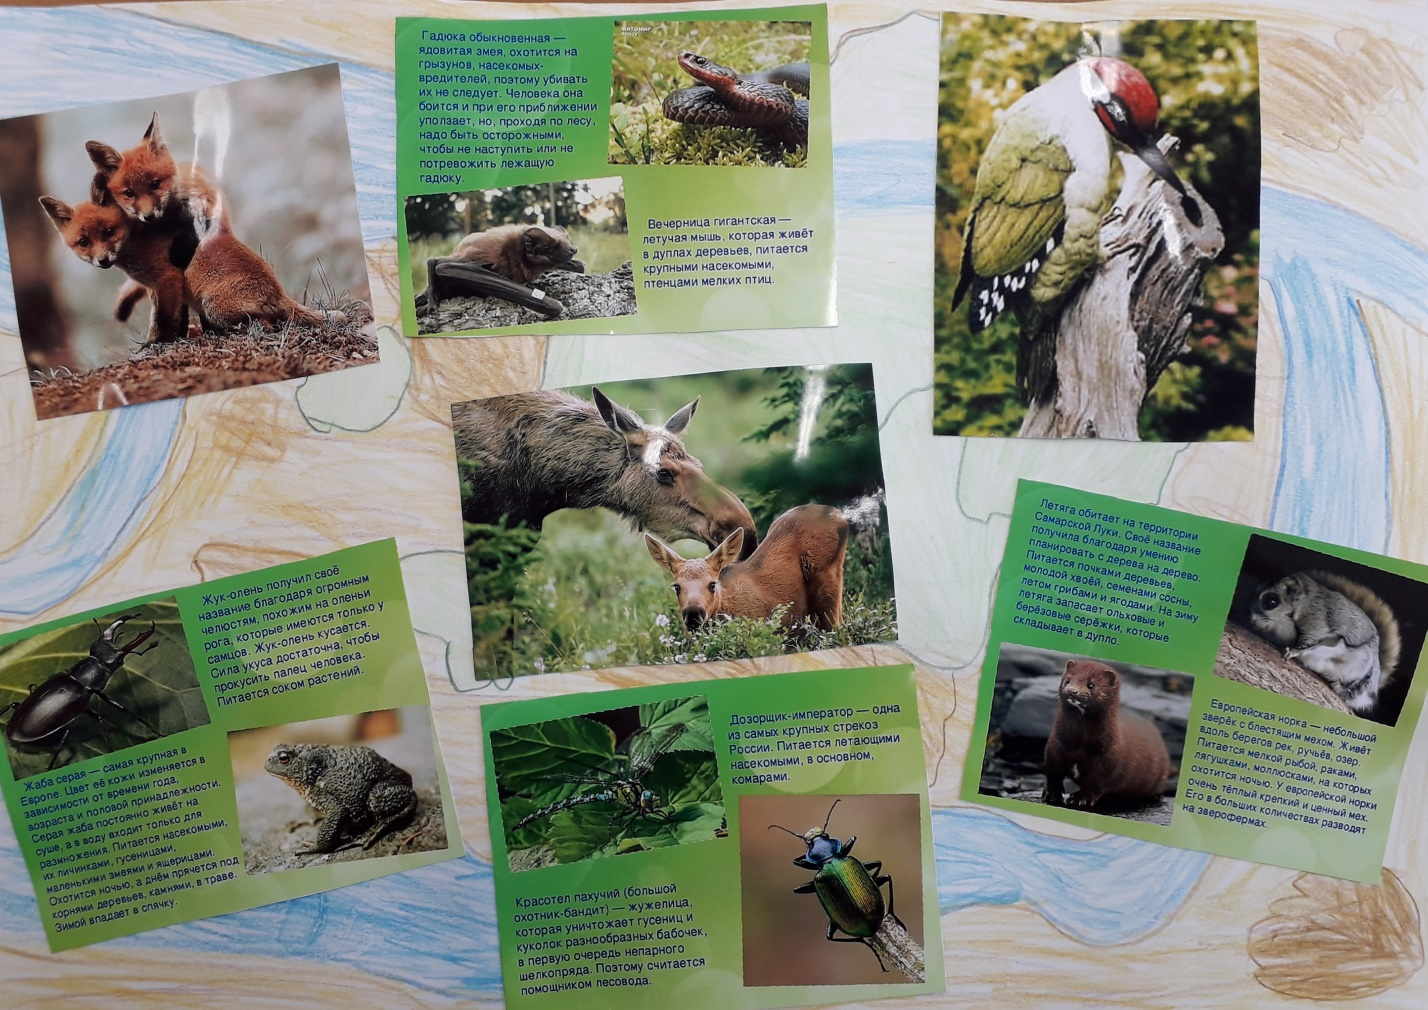 Гадюка обыкновенная —
ядовитая змея, охотится на
грызунов, насекомых-
вредителей, поэтому убивать
их не следует. Человека она
боится и при его приближении
уползает, но, проходя по лесу,
надо быть осторожными,
чтобы не наступить или не
потревожить лежащую
гадюку.
Вечерница гигантская —
летучая мышь, которая живёт
в дуплах деревьев, питается
крупными насекомыми,
птенцами мелких птиц.
Жук-олень получил своё
название благодаря огромным
челюстям, похожим на оленьи
рога, которые имеются только у
самцов. Жук-олень кусается.
Сила укуса достаточна, чтобы
прокусить палец человека.
Питается соком растений.
Жаба серая — самая крупная в
Европе. Цвет её кожи изменяется в
зависимости от времени года,
возраста и половой принадлежности.
Серая жаба постоянно живёт на
суше, а в воду входит только для
размножения. Питается насекомыми,
их личинками, гусеницами,
маленькими змеями и ящерицами.
Охотится ночью, а днём прячется под
корнями деревьев, камнями, в траве.
Зимой впадает в спячку.
Дозорщик-император — одна
из самых крупных стрекоз
России. Питается летающими
насекомыми, в основном,
комарами.
Красотел пахучий (большой
охотник-бандит) — жужелица,
которая уничтожает гусениц и
куколок разнообразных бабочек,
в первую очередь непарного
шелкопряда. Поэтому считается
помощником лесовода.
Летяга обитает на территории
Самарской Луки. Своё название
получила благодаря умению
планировать с дерева на дерево.
Питается почками деревьев,
молодой хвоёй, семенами сосны,
летом грибами и ягодами. На зиму
летяга запасает ольховые и
берёзовые серёжки, которые
складывает в дупло.
Европейская норка — небольшой
зверёк с блестящим мехом. Живёт
вдоль берегов рек, ручьёв, озер.
Питается мелкой рыбой, раками,
лягушками, моллюсками, на которых
охотится ночью. У европейской норки
очень тёплый крепкий и ценный мех.
Его в больших количествах разводят
на зверофермах.